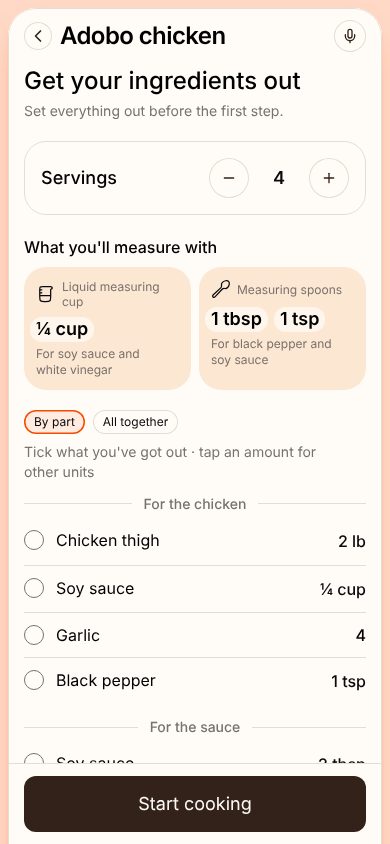 Adobo chicken
Get your ingredients out
Set everything out before the first step.
Servings
4
What you'll measure with
Liquid measuring
cup
¼ cup
For soy sauce and
white vinegar
Measuring spoons
1 tbsp 1 tsp
For black pepper and
soy sauce
By part
All together
Tick what you've got out · tap an amount for
other units
For the chicken
Chicken thigh 2 lb
Soy sauce ¼ cup
Garlic 4
Black pepper 1 tsp
For the sauce
Soy sauce
Start cooking